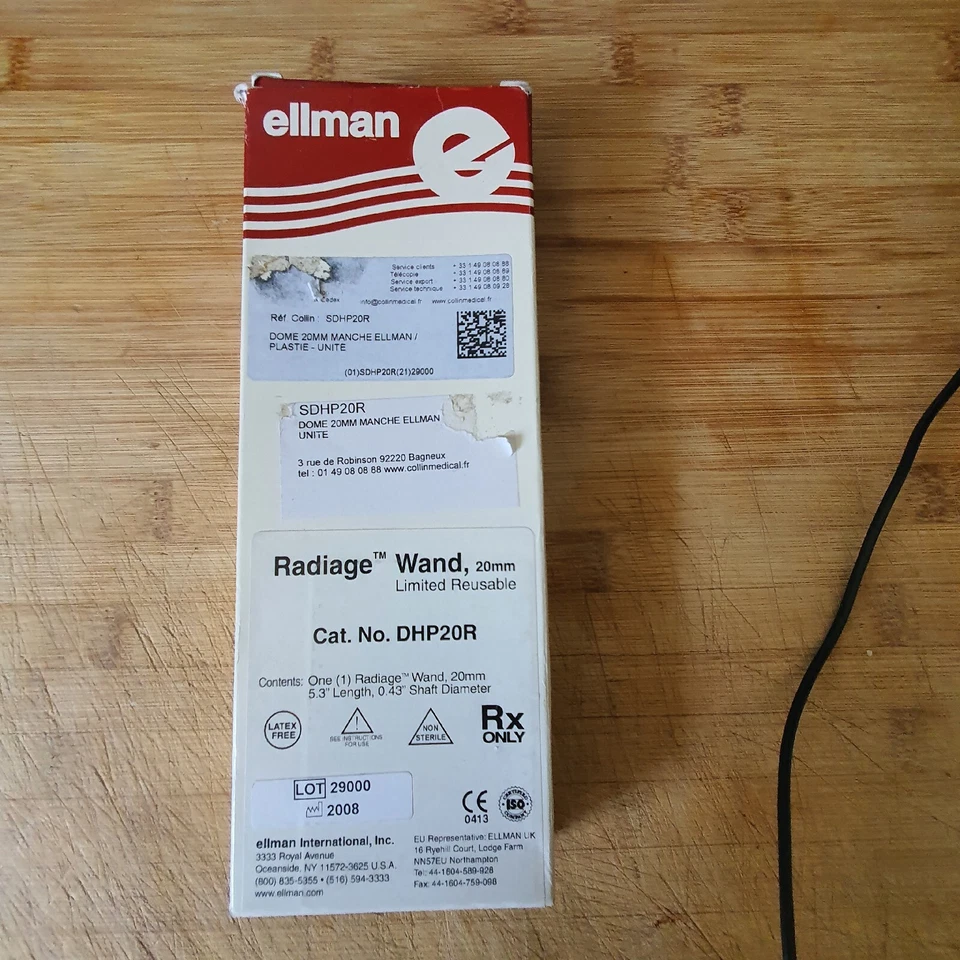 ellman
e
Service clients + 33 1 49 08 08 88
Télécopie + 33 1 49 08 08 89
Service export + 33 1 49 08 08 80
Service technique + 33 1 49 08 09 28
info@collinmedical.fr www.collinmedical.fr
Réf. Collin : SDHP20R
DOME 20MM MANCHE ELLMAN /
PLASTIE - UNITE
(01)SDHP20R(21)29000
SDHP20R
DOME 20MM MANCHE ELLMAN
UNITE
3 rue de Robinson 92220 Bagneux
tel : 01 49 08 08 88 www.collinmedical.fr
Radiage™ Wand, 20mm
Limited Reusable
Cat. No. DHP20R
Contents: One (1) Radiage™ Wand, 20mm
5.3" Length, 0.43" Shaft Diameter
LATEX
FREE
!
SEE INSTRUCTIONS
FOR USE
NON
STERILE
Rx
ONLY
LOT 29000
2008
CE
0413
ISO
ellman International, Inc.
3333 Royal Avenue
Oceanside, NY 11572-3625 U.S.A.
(800) 835-5355 • (516) 594-3333
www.ellman.com
EU Representative: ELLMAN UK
16 Ryehill Court, Lodge Farm
NN57EU Northampton
Tel: 44-1604-589-928
Fax: 44-1604-759-098